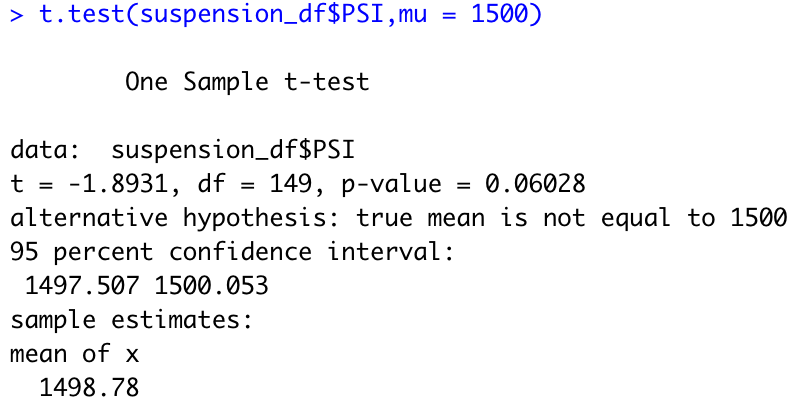 > t.test(suspension_df$PSI,mu = 1500)
One Sample t-test
data:  suspension_df$PSI
t = -1.8931, df = 149, p-value = 0.06028
alternative hypothesis: true mean is not equal to 1500
95 percent confidence interval:
1497.507 1500.053
sample estimates:
mean of x
1498.78